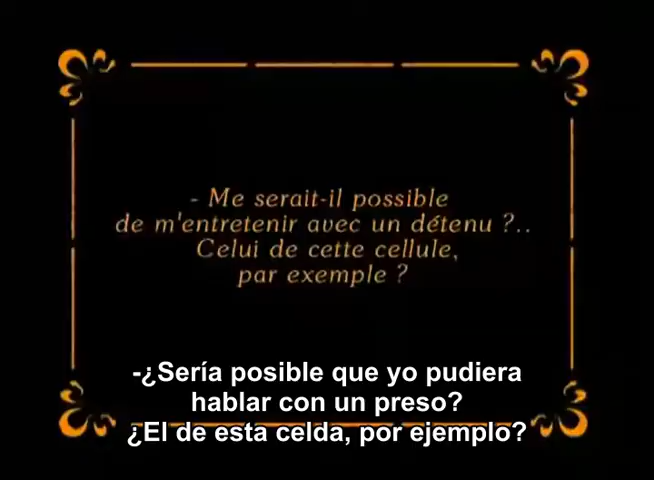 - Me serait-il possible
de m'entretenir avec un détenu ?..
Celui de cette cellule,
par exemple ?
-¿Sería posible que yo pudiera
hablar con un preso?
¿El de esta celda, por ejemplo?